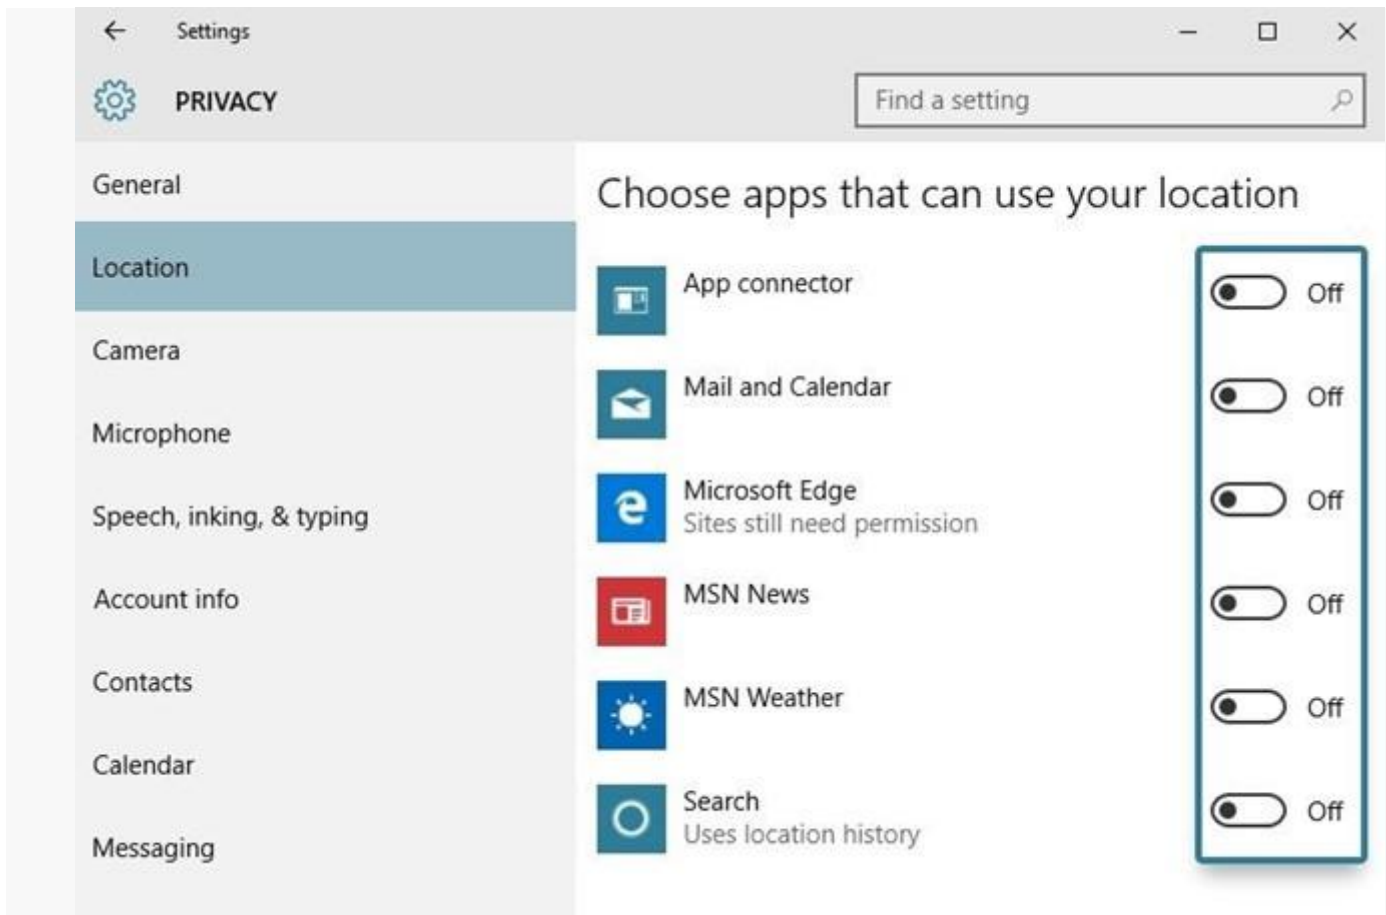 Settings
PRIVACY
Find a setting
General
Location
Camera
Microphone
Speech, inking, & typing
Account info
Contacts
Calendar
Messaging
Choose apps that can use your location
App connector
Off
Mail and Calendar
Off
Microsoft Edge
Sites still need permission
Off
MSN News
Off
MSN Weather
Off
Search
Uses location history
Off